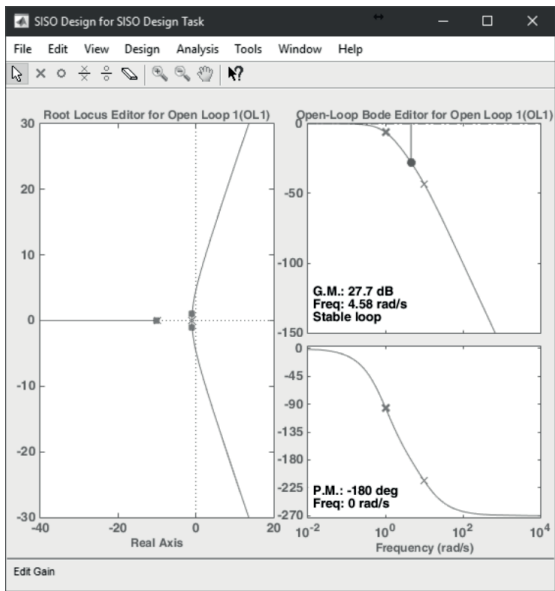 SISO Design for SISO Design Task
File Edit View Design Analysis Tools Window Help
Root Locus Editor for Open Loop 1(OL1)
30
20
10
0
-10
-20
-30
-40 -20 0 20
Real Axis
Open-Loop Bode Editor for Open Loop 1(OL1)
0
-50
-100
-150
G.M.: 27.7 dB
Freq: 4.58 rad/s
Stable loop
0
-45
-90
-135
-180
-225
-270
P.M.: -180 deg
Freq: 0 rad/s
10^-2 10^0 10^2 10^4
Frequency (rad/s)
Edit Gain